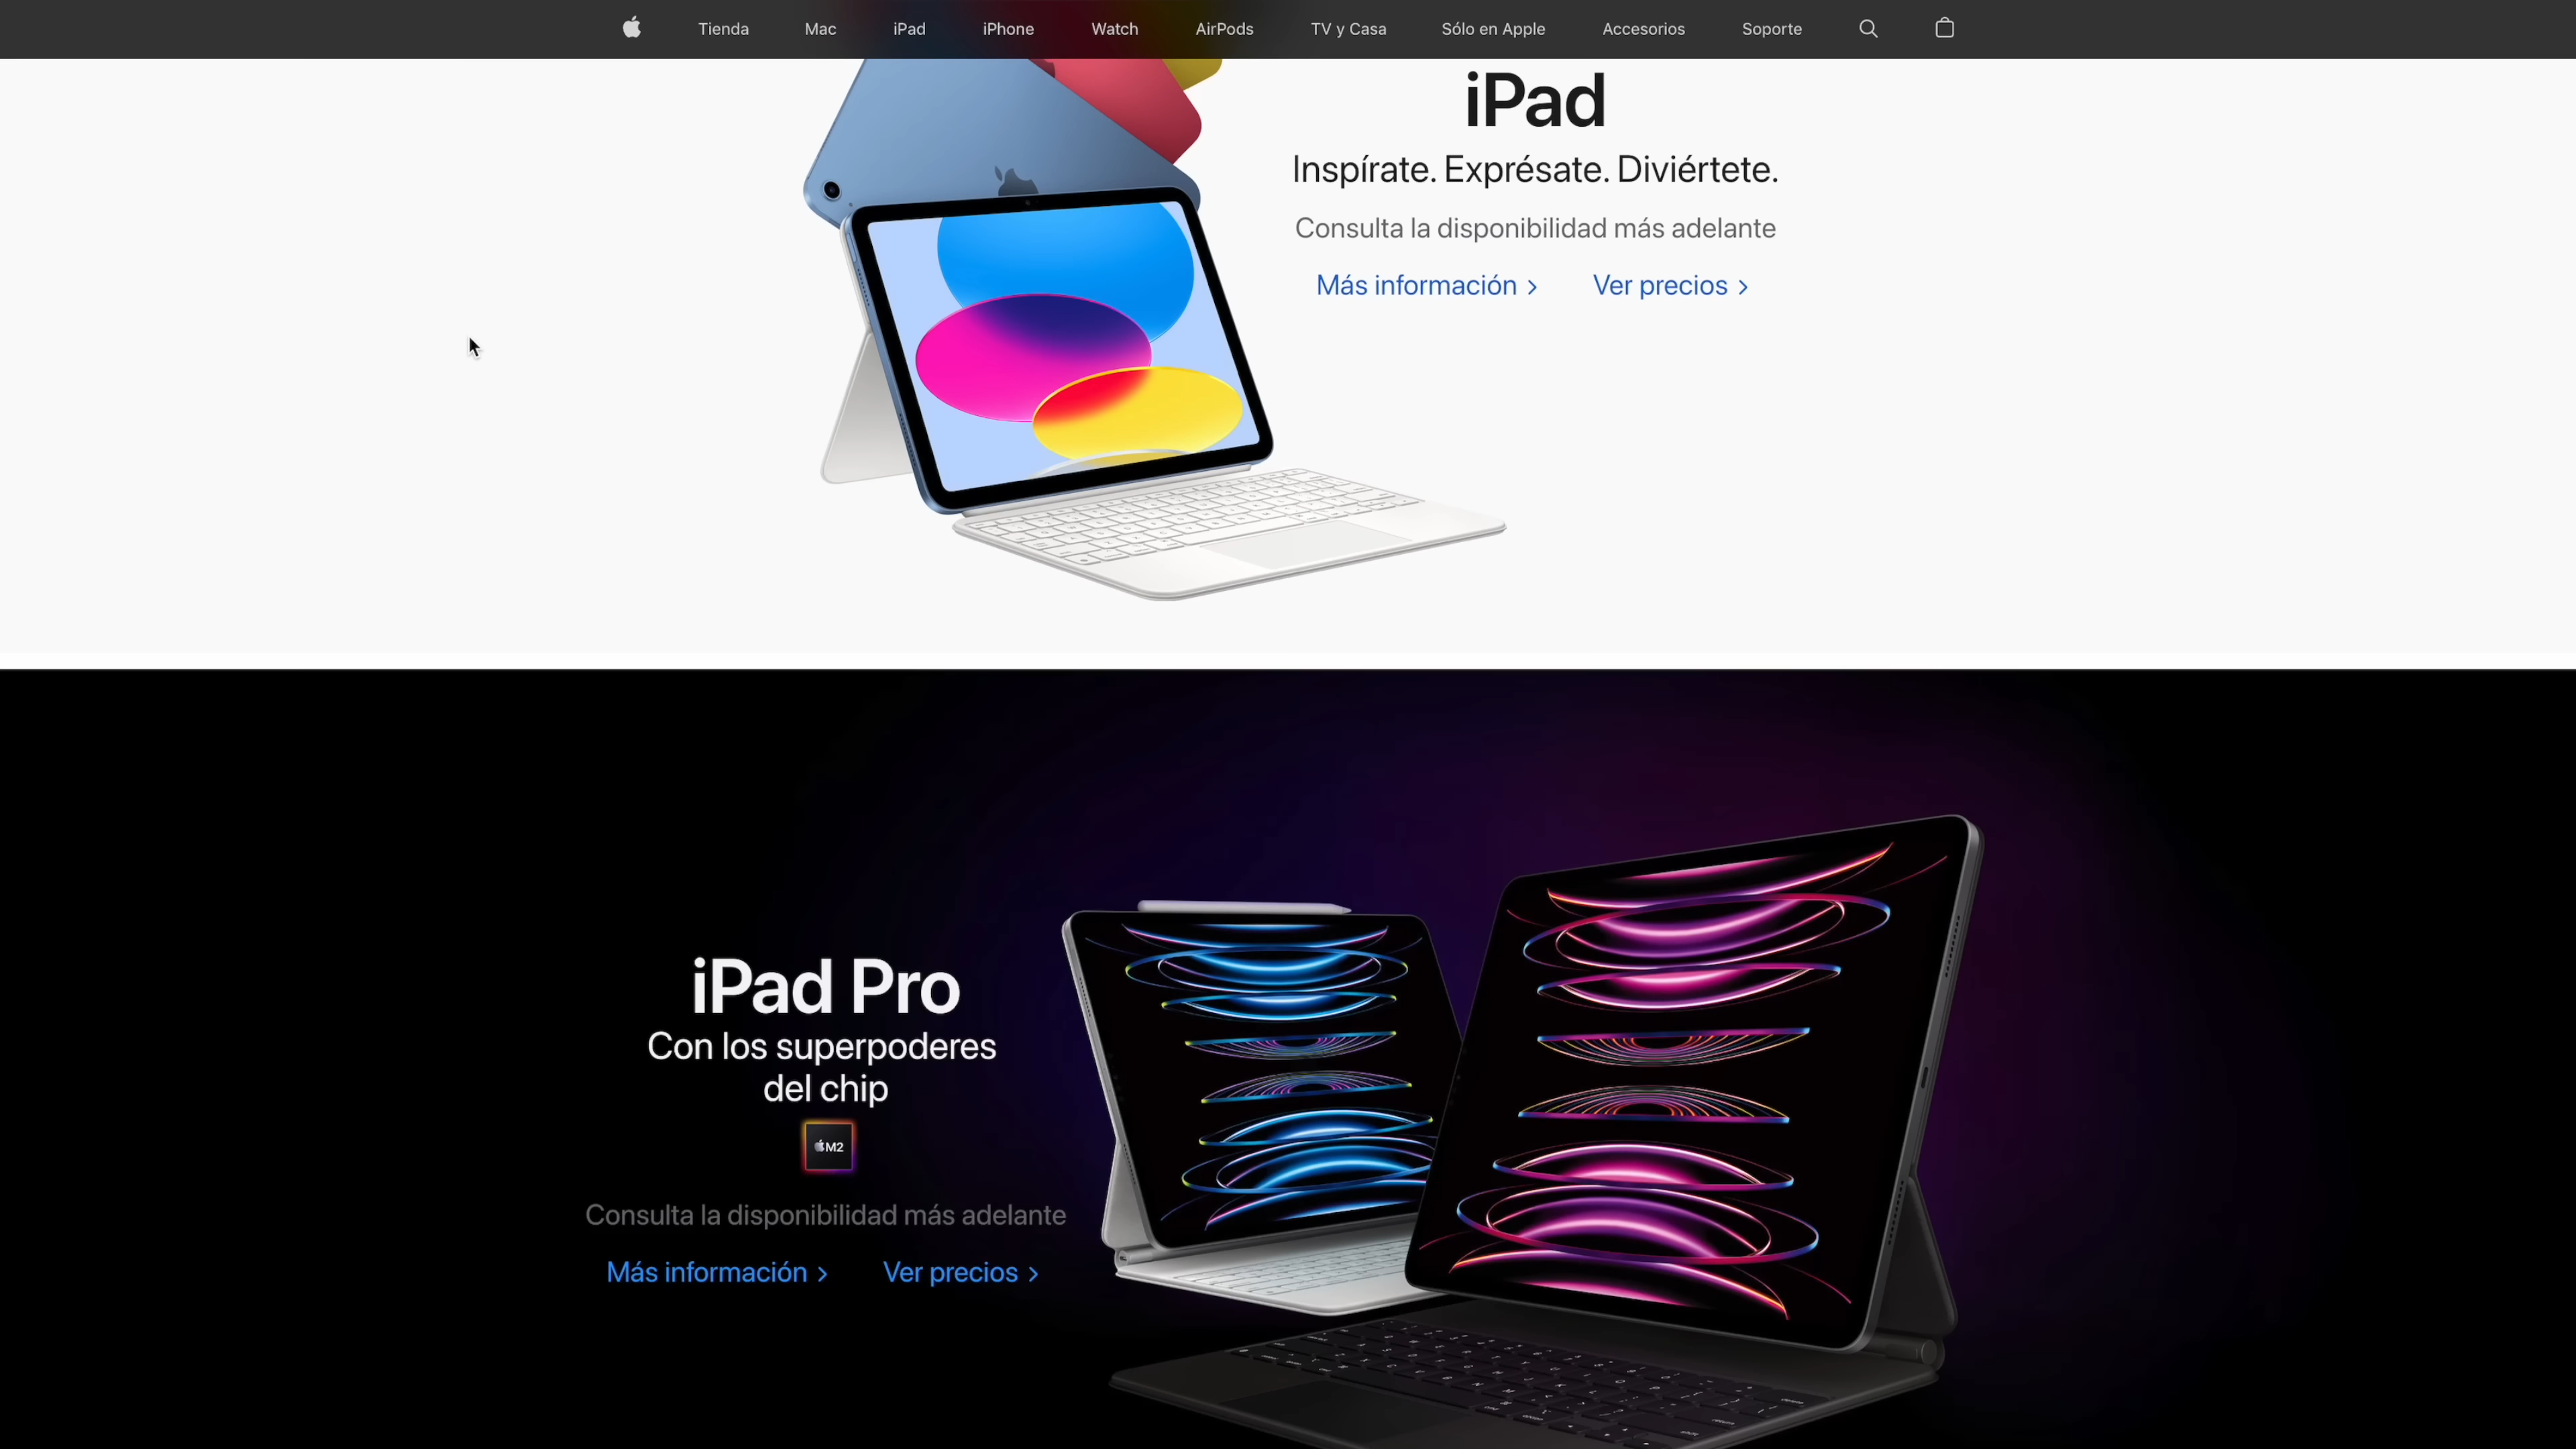 Tienda Mac iPad iPhone Watch AirPods TV y Casa Sólo en Apple Accesorios Soporte
iPad
Inspírate. Exprésate. Diviértete.
Consulta la disponibilidad más adelante
Más información > Ver precios >
iPad Pro
Con los superpoderes
del chip
M2
Consulta la disponibilidad más adelante
Más información > Ver precios >